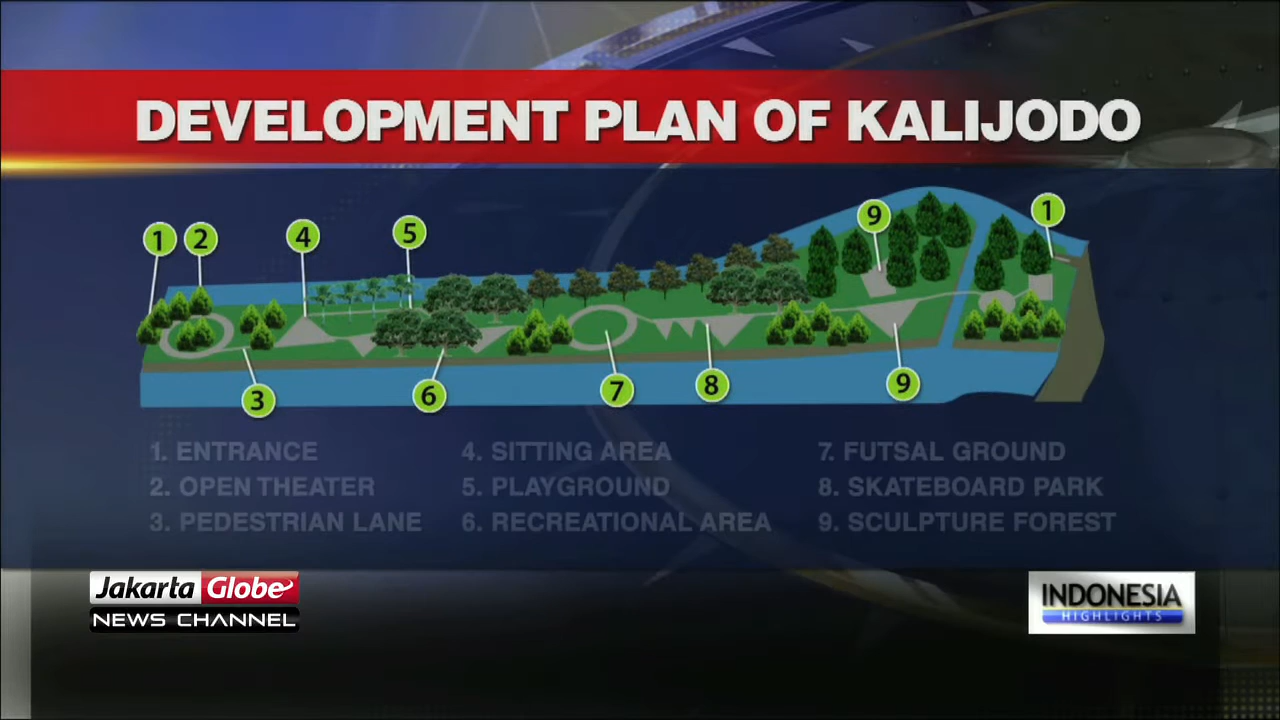 DEVELOPMENT PLAN OF KALIJODO
1 2 4 5 9 1
3 6 7 8 9
1. ENTRANCE 4. SITTING AREA 7. FUTSAL GROUND
2. OPEN THEATER 5. PLAYGROUND 8. SKATEBOARD PARK
3. PEDESTRIAN LANE 6. RECREATIONAL AREA 9. SCULPTURE FOREST
Jakarta Globe
NEWS CHANNEL
INDONESIA
HIGHLIGHTS